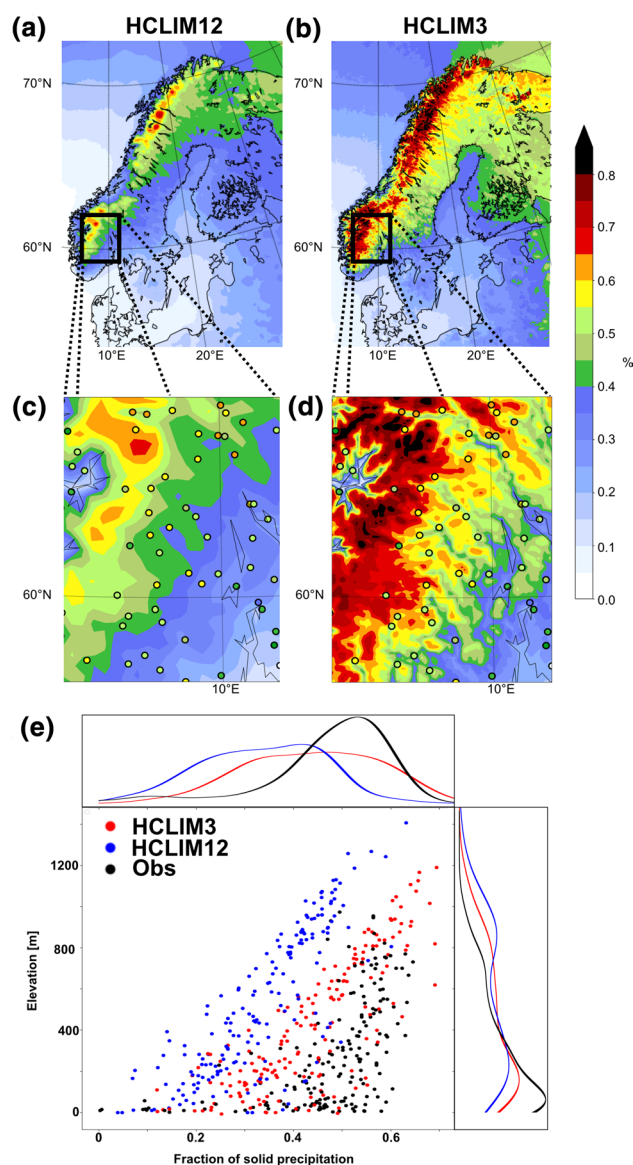 (a) HCLIM12
(b) HCLIM3
70°N
70°N
60°N
60°N
10°E 20°E
10°E 20°E
0.8
0.7
0.6
0.5
%
0.4
0.3
0.2
0.1
0.05
0.0
(c)
(d)
60°N
60°N
10°E
10°E
(e)
HCLIM3
HCLIM12
Obs
1200
800
400
0
Elevation [m]
0 0.2 0.4 0.6
Fraction of solid precipitation